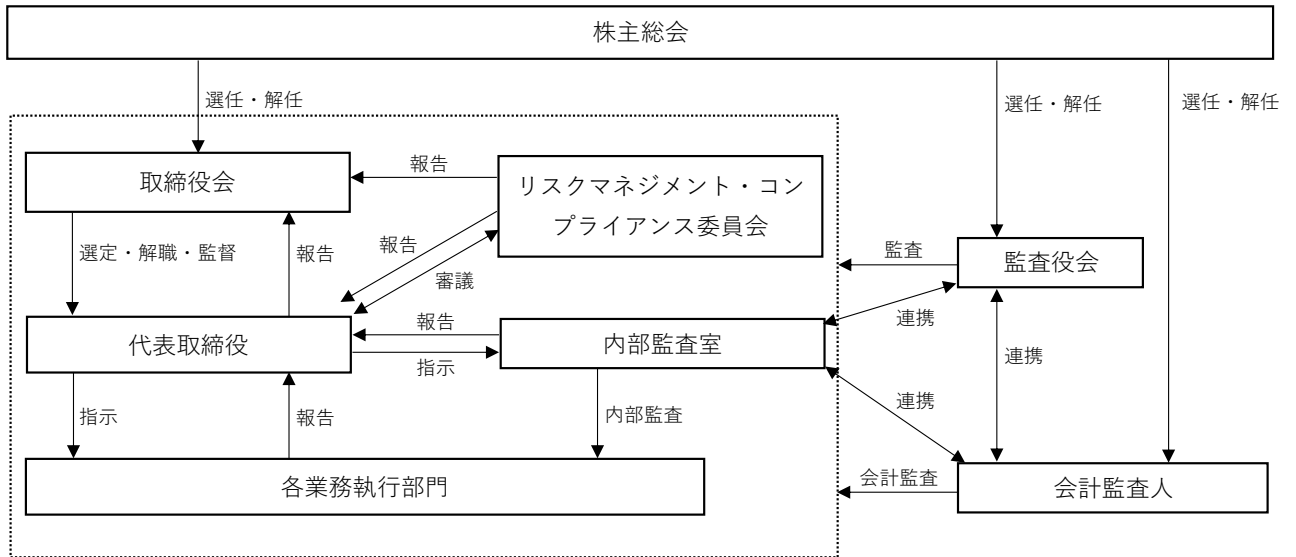 株主総会
選任・解任
選任・解任
選任・解任
取締役会
報告
リスクマネジメント・コン
プライアンス委員会
選定・解職・監督
報告
報告
審議
監査
監査役会
代表取締役
報告
指示
内部監査室
連携
連携
連携
指示
報告
内部監査
各業務執行部門
会計監査
会計監査人